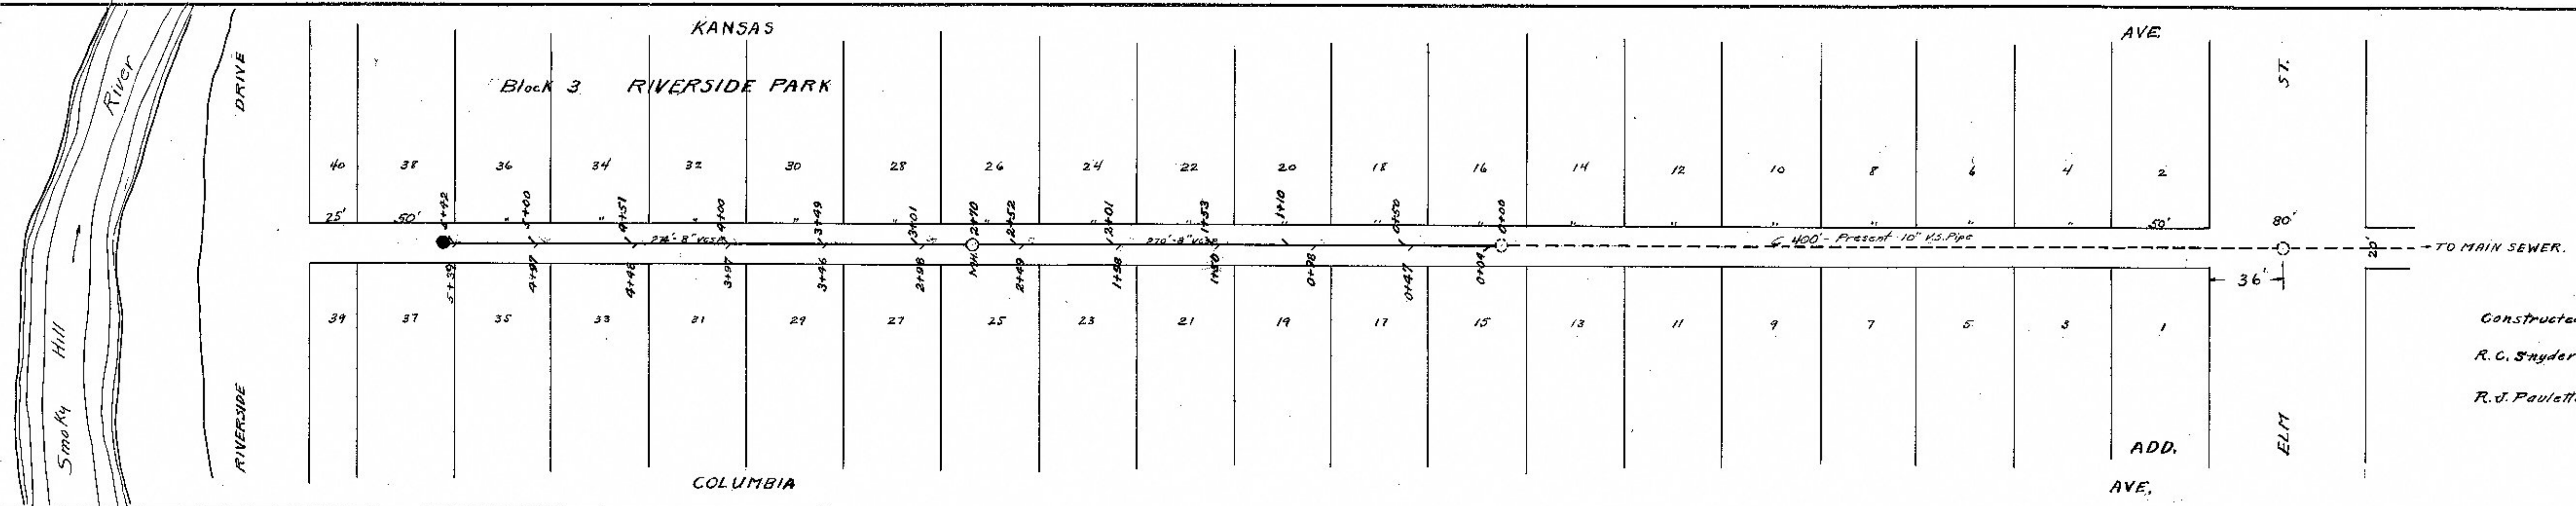 KANSAS AVE.
Block 3 RIVERSIDE PARK
River
DRIVE
ST.
40 38 36 34 32 30 28 26 24 22 20 18 16 14 12 10 8 6 4 2
5+42 5+00 4+51 4+00 3+49 3+01 2+70 2+52 2+01 1+53 1+10 0+50 0+00
25' 50' " " " " " " " " " " " " " " " " " 50' 80'
274'-8" VCSP 270'-8" VCSP 400'- Present 10" V.S. Pipe 20' TO MAIN SEWER.
5+39 4+97 4+48 3+97 3+46 2+98 M.H. 2+49 1+98 1+50 0+98 0+47 0+04
36'
39 37 35 33 31 29 27 25 23 21 19 17 15 13 11 9 7 5 3 1
Smoky Hill
RIVERSIDE
ELM
ADD.
COLUMBIA AVE.
Constructe
R.C. Snyder
R.J. Paulett